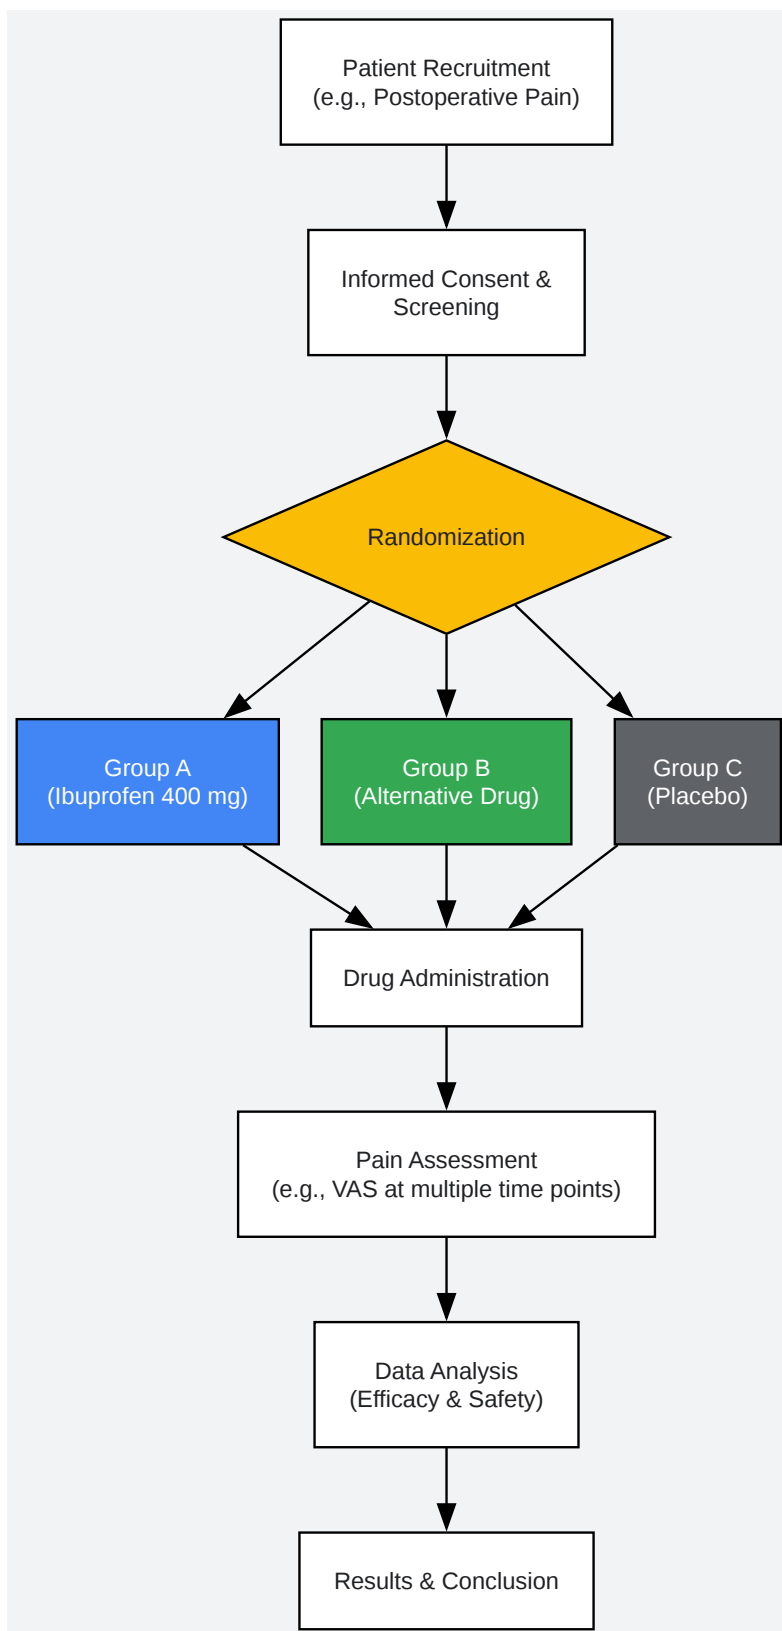 Patient Recruitment
(e.g., Postoperative Pain)
Informed Consent &
Screening
Randomization
Group A
(Ibuprofen 400 mg)
Group B
(Alternative Drug)
Group C
(Placebo)
Drug Administration
Pain Assessment
(e.g., VAS at multiple time points)
Data Analysis
(Efficacy & Safety)
Results & Conclusion